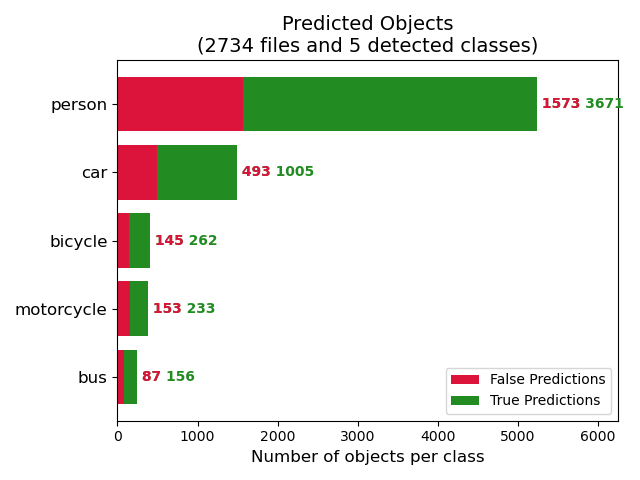 Predicted Objects
(2734 files and 5 detected classes)
person 1573 3671
car 493 1005
bicycle 145 262
motorcycle 153 233
bus 87 156
False Predictions
True Predictions
0 1000 2000 3000 4000 5000 6000
Number of objects per class